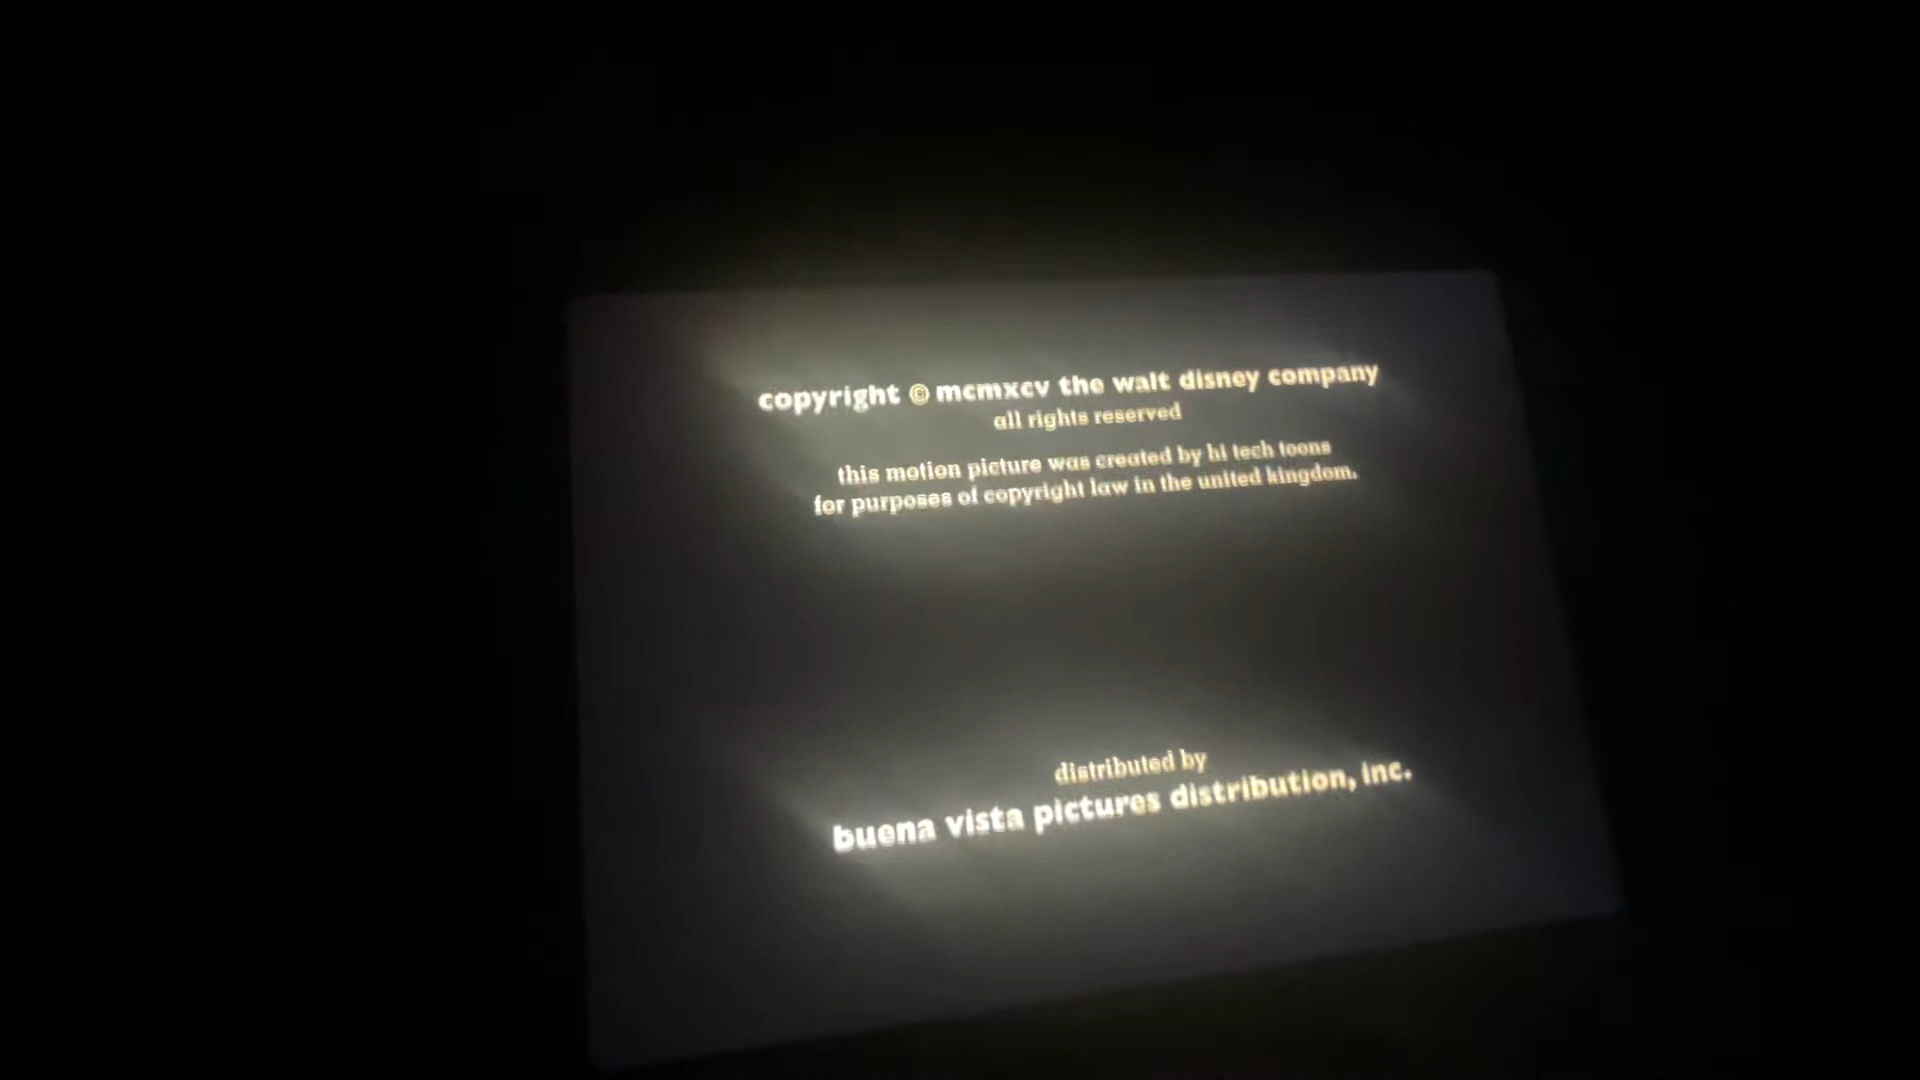 copyright © mcmxcv the walt disney company
all rights reserved
this motion picture was created by hi tech toons
for purposes of copyright law in the united kingdom.
distributed by
buena vista pictures distribution, inc.